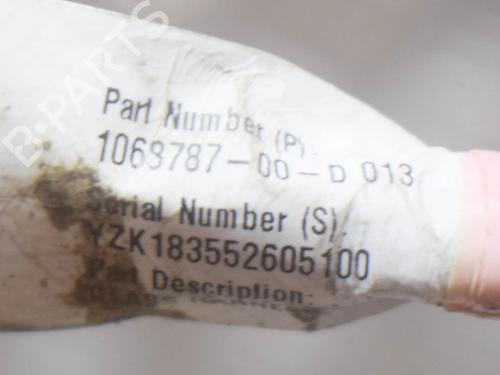 B-PARTS
Part Number (P):
1063787-00-D 013
Serial Number (S):
YZK183552605100
Part Description: